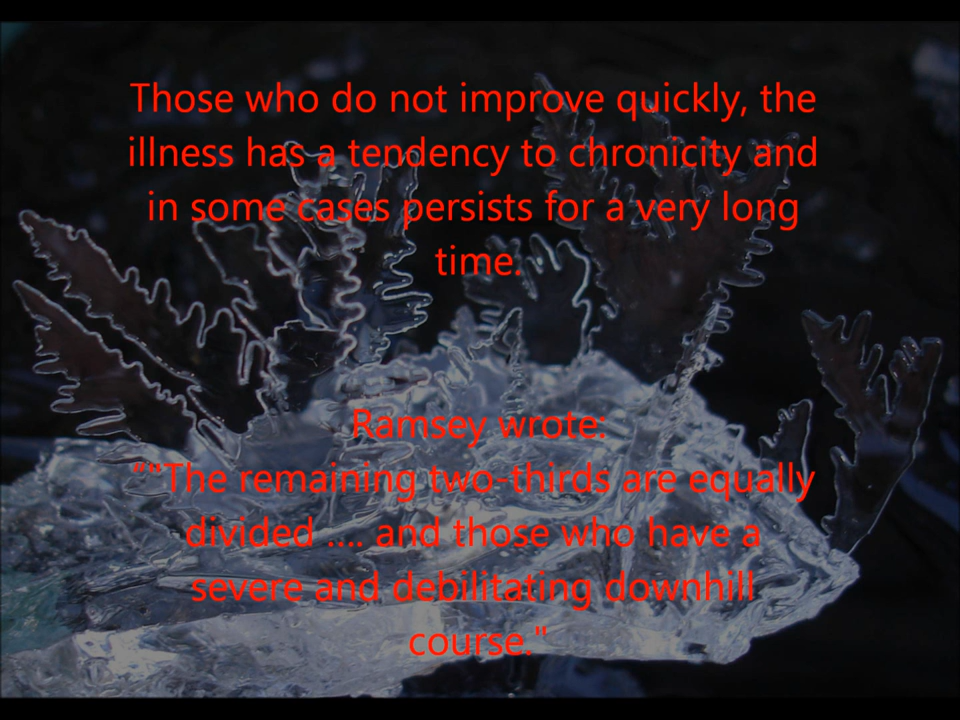 Those who do not improve quickly, the
illness has a tendency to chronicity and
in some cases persists for a very long
time.
Ramsey wrote:
“"The remaining two-thirds are equally
divided .... and those who have a
severe and debilitating downhill
course."